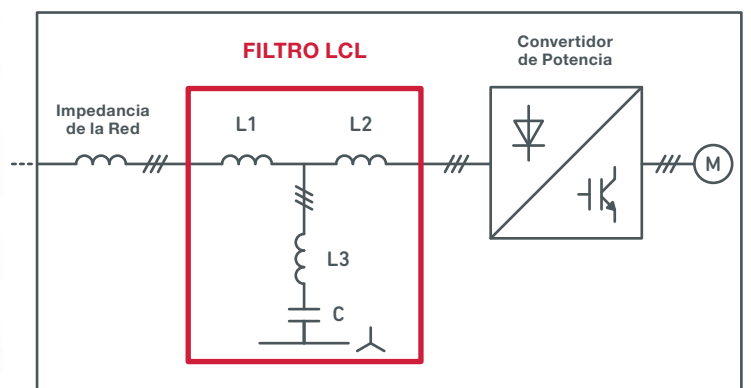 FILTRO LCL
Convertidor
de Potencia
Impedancia
de la Red
L1
L2
L3
C
M